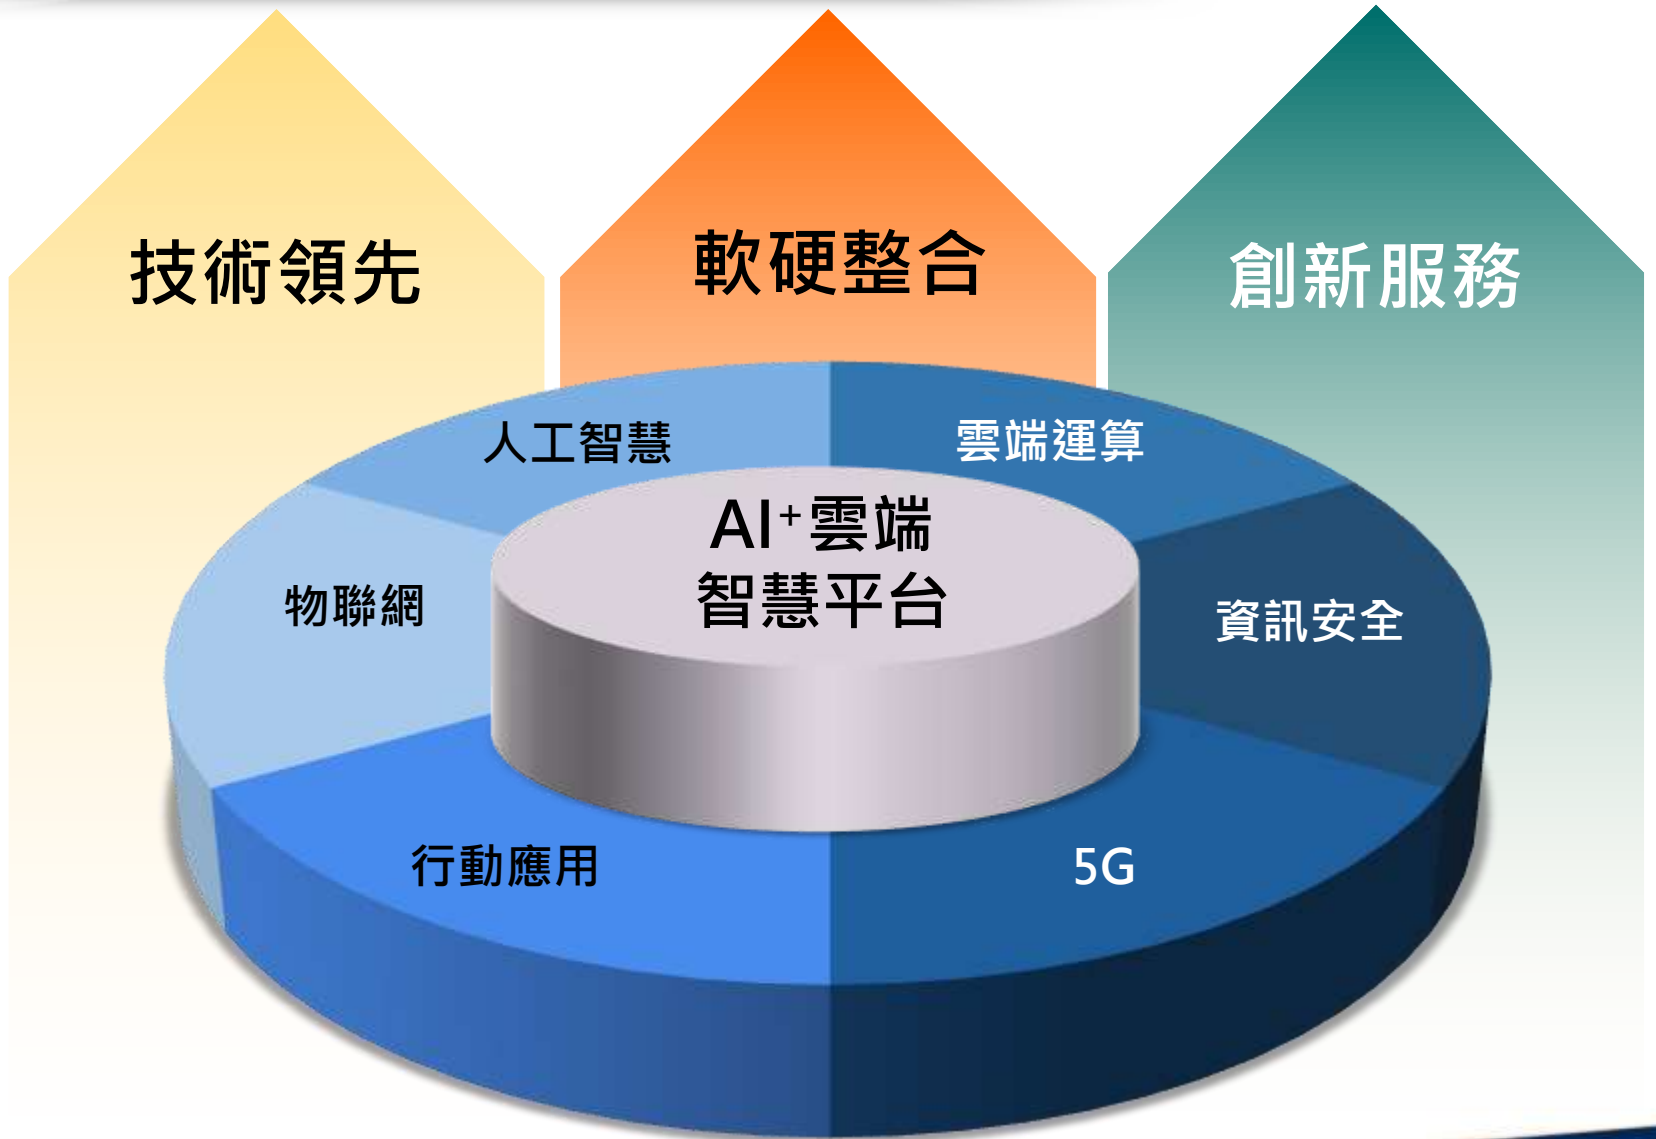 技術領先
軟硬整合
創新服務
人工智慧
雲端運算
AI⁺雲端
智慧平台
物聯網
資訊安全
行動應用
5G